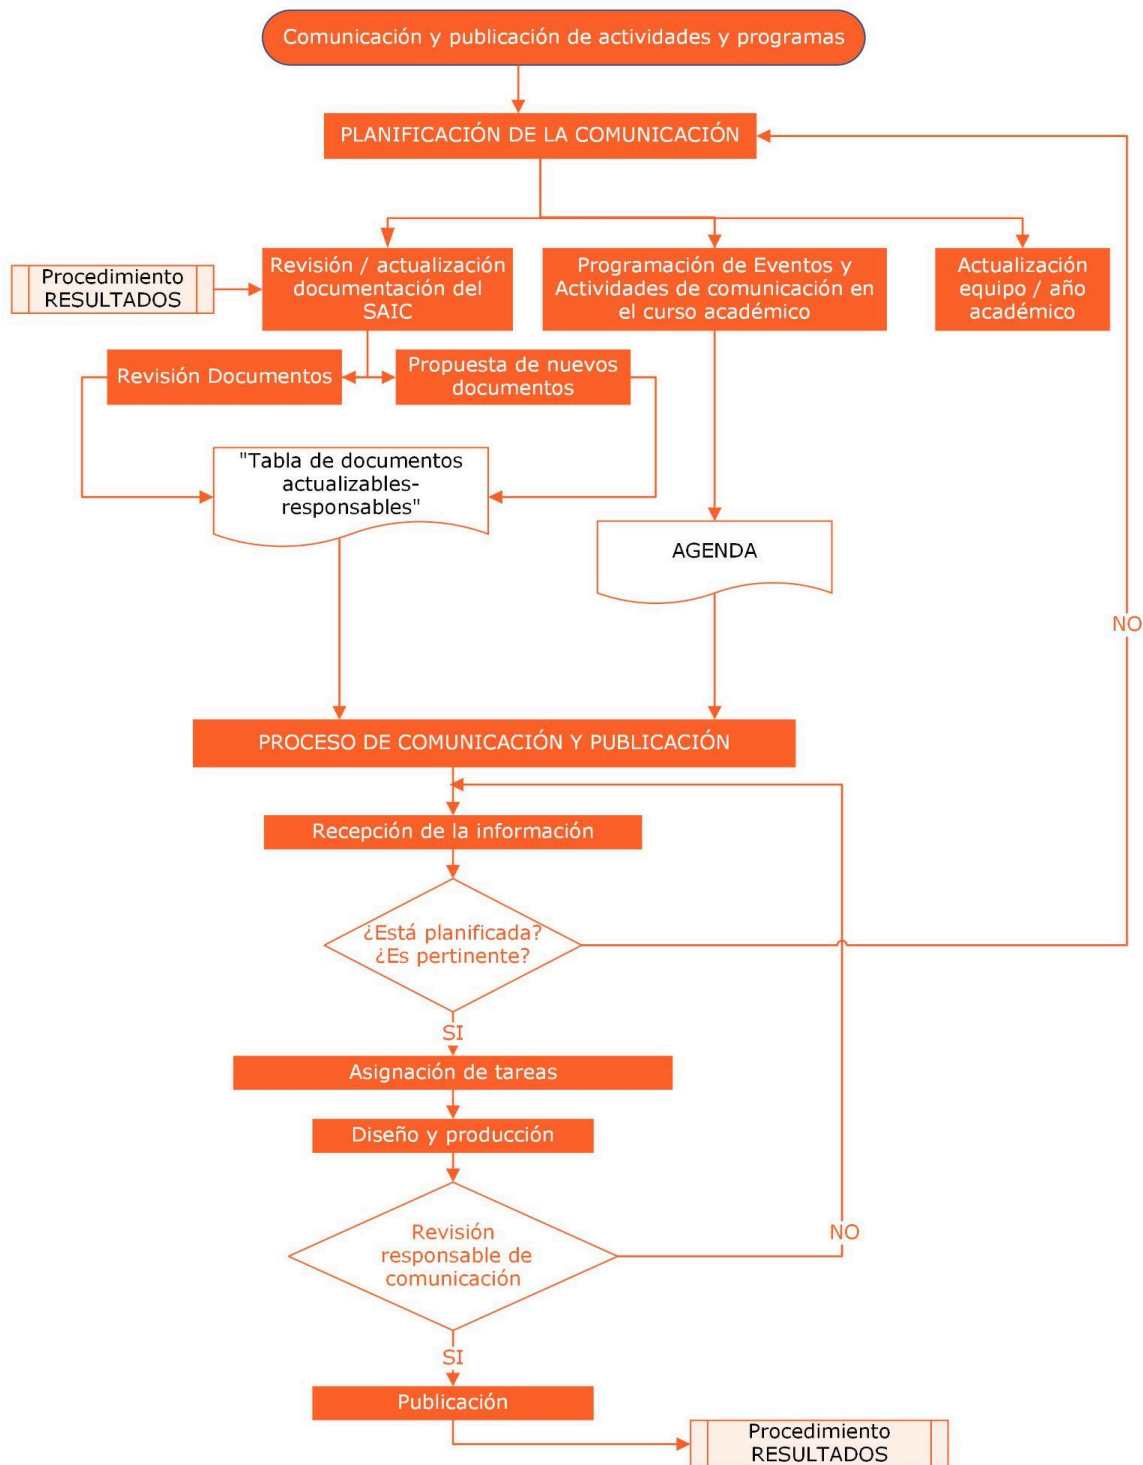 Comunicación y publicación de actividades y programas
PLANIFICACIÓN DE LA COMUNICACIÓN
Procedimiento
RESULTADOS
Revisión / actualización
documentación del
SAIC
Programación de Eventos y
Actividades de comunicación en
el curso académico
Actualización
equipo / año
académico
Revisión Documentos
Propuesta de nuevos
documentos
"Tabla de documentos
actualizables-
responsables"
AGENDA
NO
PROCESO DE COMUNICACIÓN Y PUBLICACIÓN
Recepción de la información
¿Está planificada?
¿Es pertinente?
SI
Asignación de tareas
Diseño y producción
Revisión
responsable de
comunicación
NO
SI
Publicación
Procedimiento
RESULTADOS